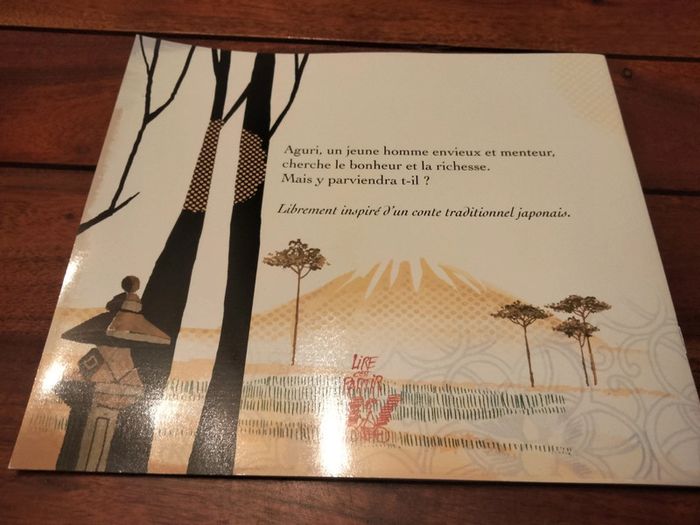 Aguri, un jeune homme envieux et menteur,
cherche le bonheur et la richesse.
Mais y parviendra t-il ?
Librement inspiré d'un conte traditionnel japonais.
LIRE
PARTIR